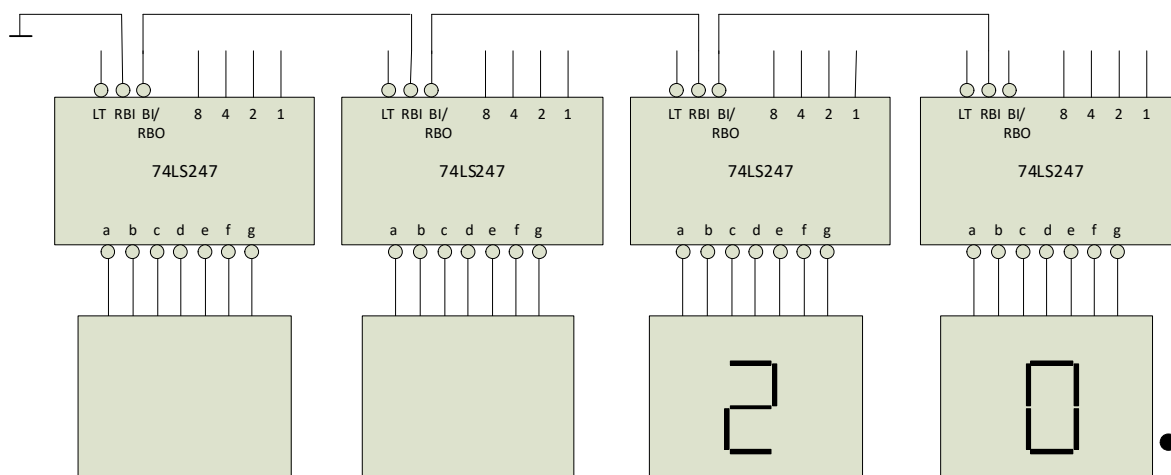 LT RBI BI/ 8 4 2 1 LT RBI BI/ 8 4 2 1 LT RBI BI/ 8 4 2 1 LT RBI BI/ 8 4 2 1
RBO RBO RBO RBO
74LS247 74LS247 74LS247 74LS247
a b c d e f g a b c d e f g a b c d e f g a b c d e f g
2 0.